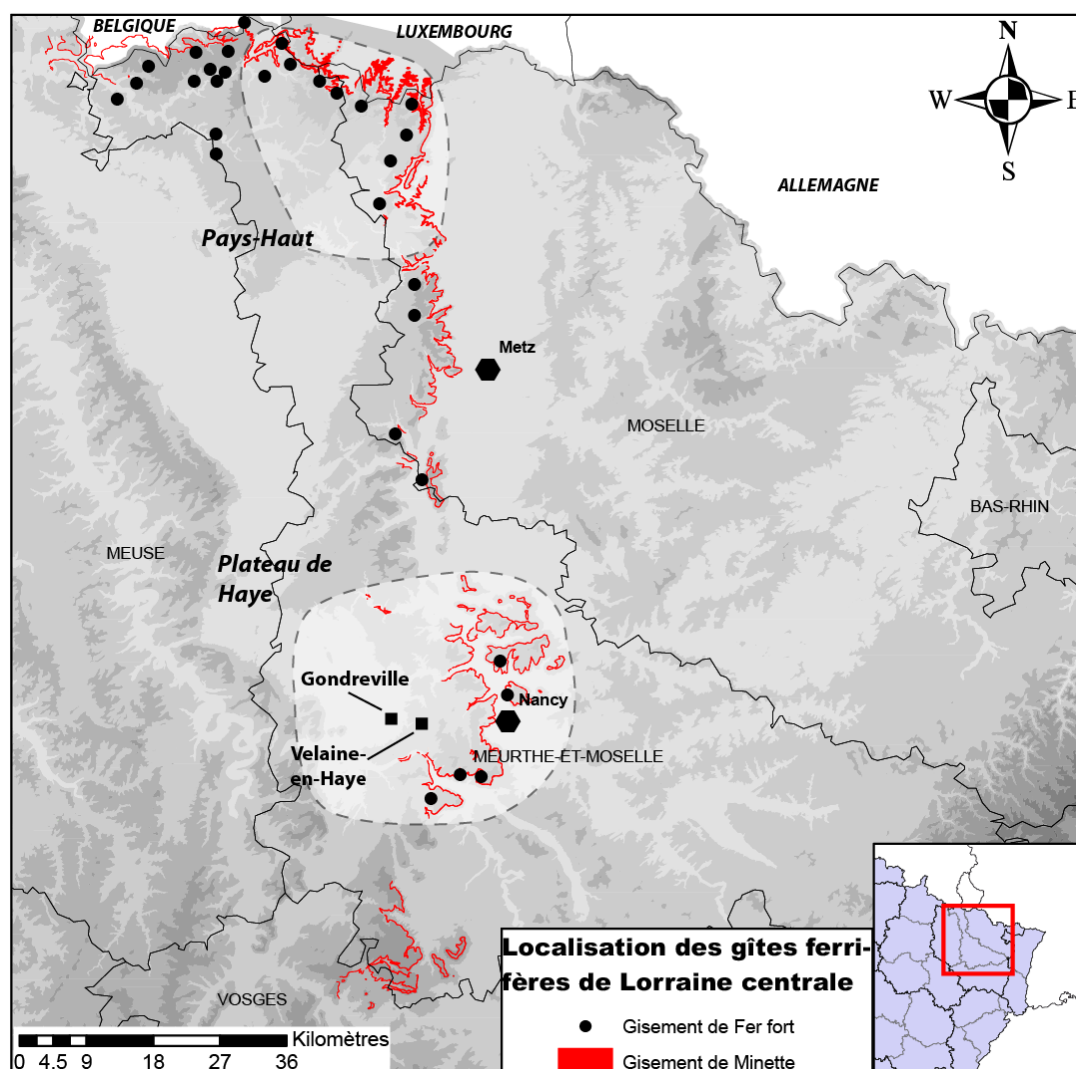 BELGIQUE
LUXEMBOURG
N
W
E
S
ALLEMAGNE
Pays-Haut
Metz
MOSELLE
BAS-RHIN
MEUSE
Plateau de
Haye
Gondreville
Nancy
Velaine-
en-Haye
MEURTHE-ET-MOSELLE
VOSGES
Localisation des gîtes ferri-
fères de Lorraine centrale
Gisement de Fer fort
Gisement de Minette
Kilomètres
0 4.5 9 18 27 36